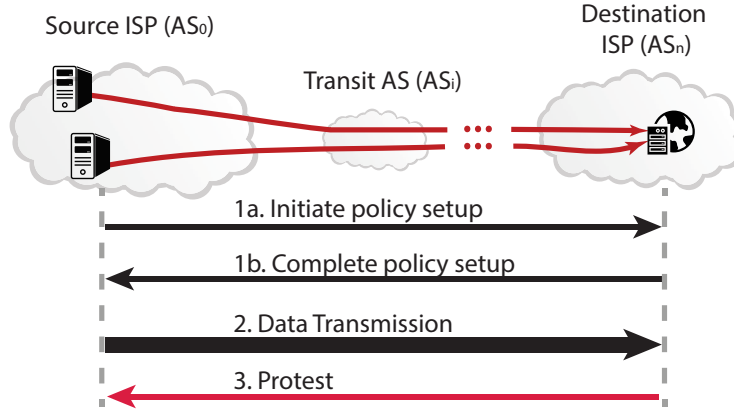 Source ISP (AS₀)
Destination
ISP (ASₙ)
Transit AS (ASᵢ)
1a. Initiate policy setup
1b. Complete policy setup
2. Data Transmission
3. Protest